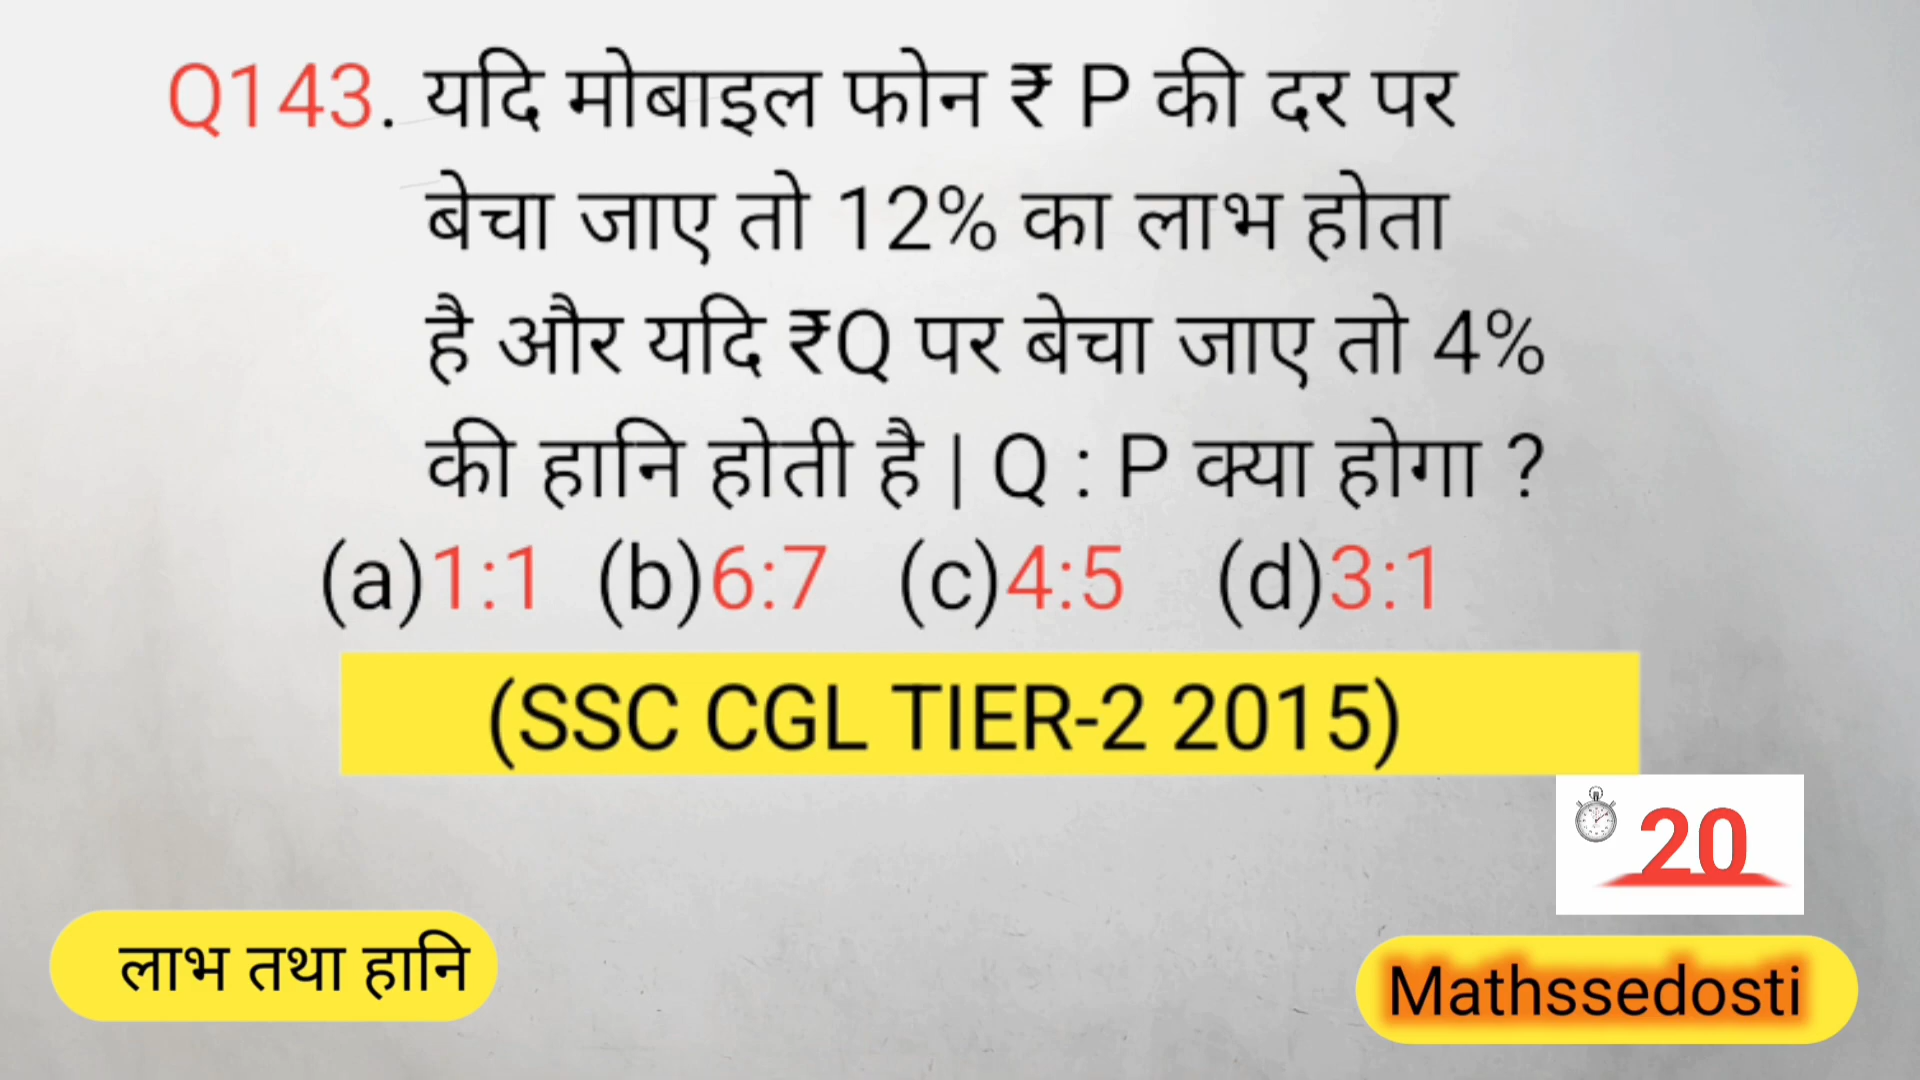 Q143. यदि मोबाइल फोन ₹ P की दर पर
बेचा जाए तो 12% का लाभ होता
है और यदि ₹Q पर बेचा जाए तो 4%
की हानि होती है | Q : P क्या होगा ?
(a)1:1 (b)6:7 (c)4:5 (d)3:1
(SSC CGL TIER-2 2015)
20
लाभ तथा हानि
Mathssedosti